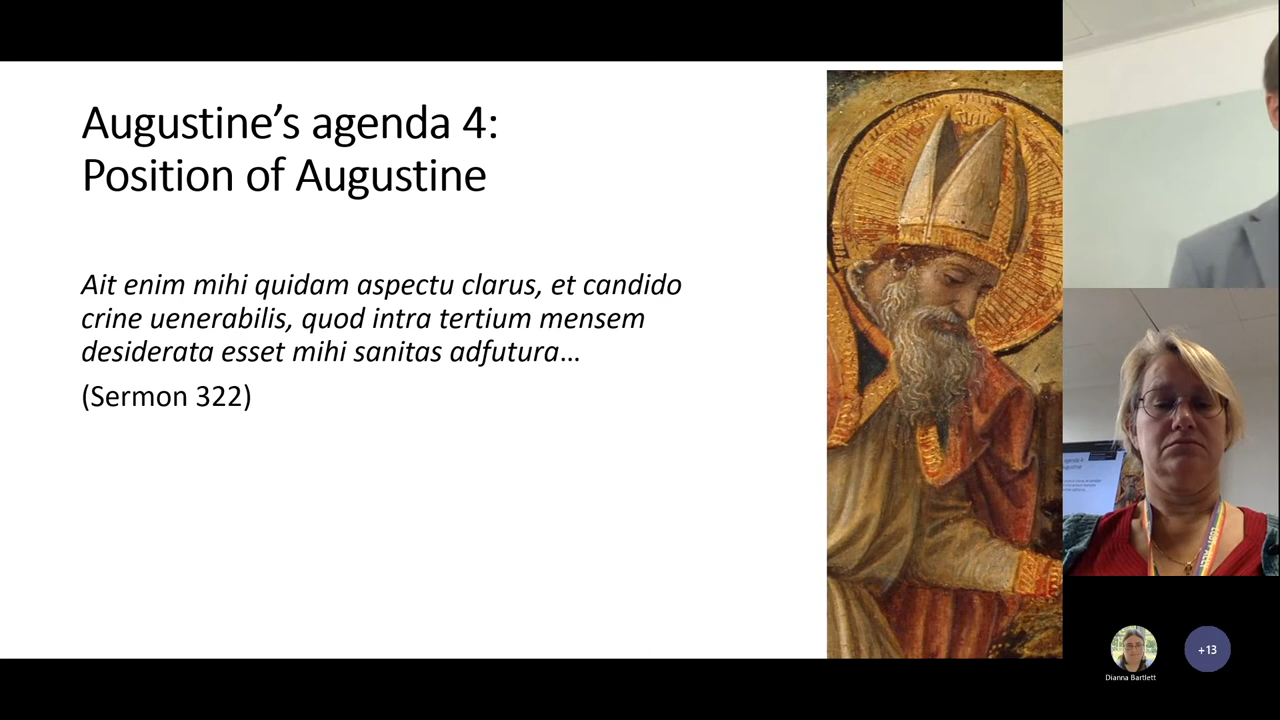 Augustine’s agenda 4:
Position of Augustine
Ait enim mihi quidam aspectu clarus, et candido
crine uenerabilis, quod intra tertium mensem
desiderata esset mihi sanitas adfutura…
(Sermon 322)
Dianna Bartlett
+13